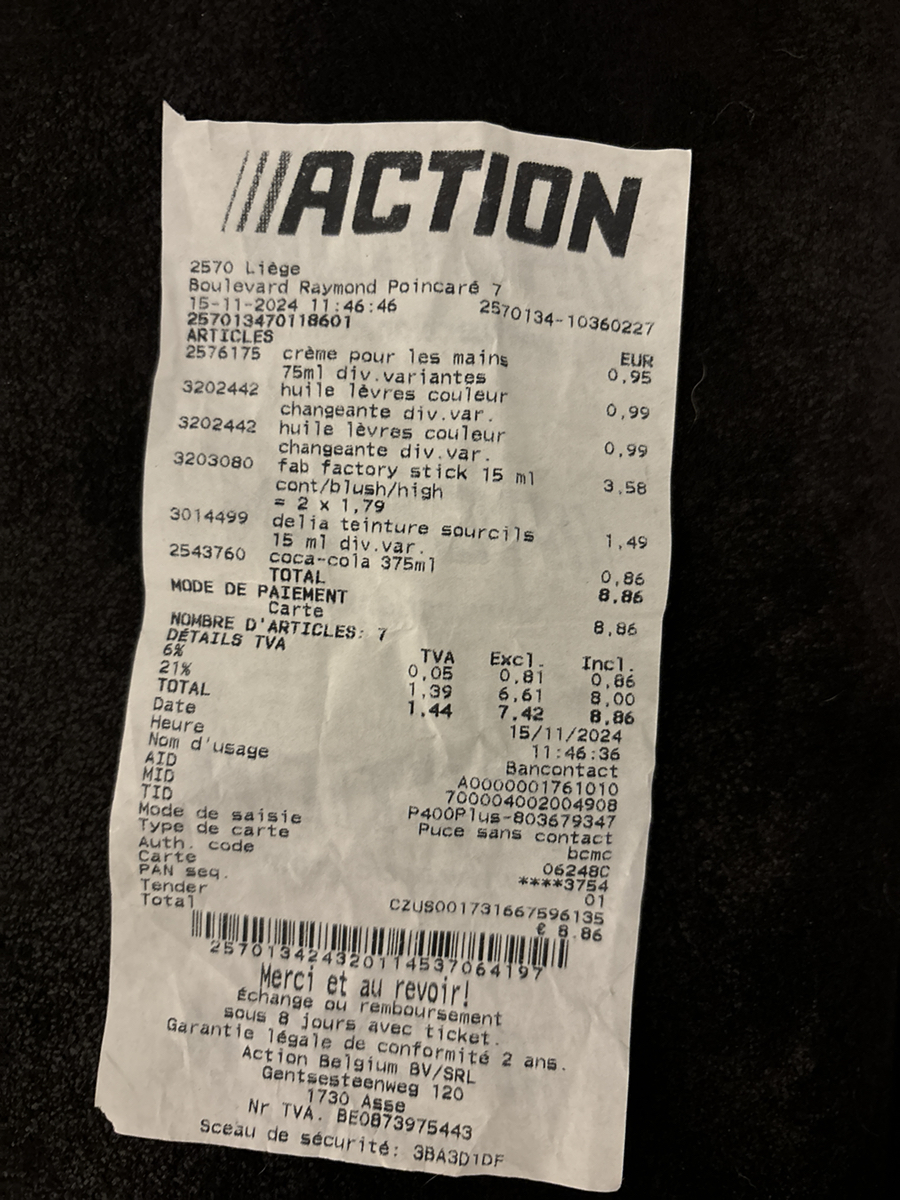 ACTION
2570 Liège
Boulevard Raymond Poincaré 7
15-11-2024 11:46:46 2570134-10360227
257013470118601
ARTICLES EUR
2576175 crème pour les mains
75ml div.variantes 0,95
3202442 huile lèvres couleur
changeante div.var. 0,99
3202442 huile lèvres couleur
changeante div.var. 0,99
3203080 fab factory stick 15 ml
cont/blush/high 3,58
= 2 x 1,79
3014499 delia teinture sourcils
15 ml div.var. 1,49
2543760 coca-cola 375ml 0,86
TOTAL 8,86
MODE DE PAIEMENT
Carte 8,86
NOMBRE D'ARTICLES: 7
DÉTAILS TVA TVA Excl. Incl.
6% 0,05 0,81 0,86
21% 1,39 6,61 8,00
TOTAL 1,44 7,42 8,86
Date 15/11/2024
Heure 11:46:36
Nom d'usage Bancontact
AID A0000001761010
MID 700004002004908
TID P400Plus-803679347
Mode de saisie Puce sans contact
Type de carte bcmc
Auth. code 06248C
Carte ****3754
PAN seq. 01
Tender CZUS001731667596135
Total € 8.86
257013424320114537064197
Merci et au revoir!
Échange ou remboursement
sous 8 jours avec ticket.
Garantie légale de conformité 2 ans.
Action Belgium BV/SRL
Gentsesteenweg 120
1730 Asse
Nr TVA. BE0873975443
Sceau de sécurité: 3BA3D1DF